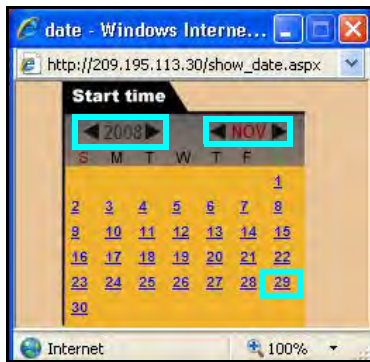 date - Windows Interne...
http://209.195.113.30/show_date.aspx
Start time
2008 NOV
S M T W T F
1
2 3 4 5 6 7 8
9 10 11 12 13 14 15
16 17 18 19 20 21 22
23 24 25 26 27 28 29
30
Internet 100%